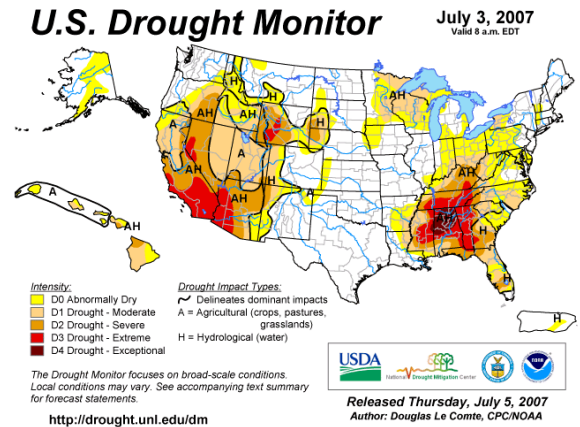 U.S. Drought Monitor
July 3, 2007
Valid 8 a.m. EDT
H
H
AH
AH
H
A
A
H
AH
AH
A
AH
AH
AH
H
H
A
AH
H
Intensity:
D0 Abnormally Dry
D1 Drought - Moderate
D2 Drought - Severe
D3 Drought - Extreme
D4 Drought - Exceptional
Drought Impact Types:
Delineates dominant impacts
A = Agricultural (crops, pastures,
grasslands)
H = Hydrological (water)
The Drought Monitor focuses on broad-scale conditions.
Local conditions may vary. See accompanying text summary
for forecast statements.
http://drought.unl.edu/dm
USDA
National Drought Mitigation Center
Released Thursday, July 5, 2007
Author: Douglas Le Comte, CPC/NOAA